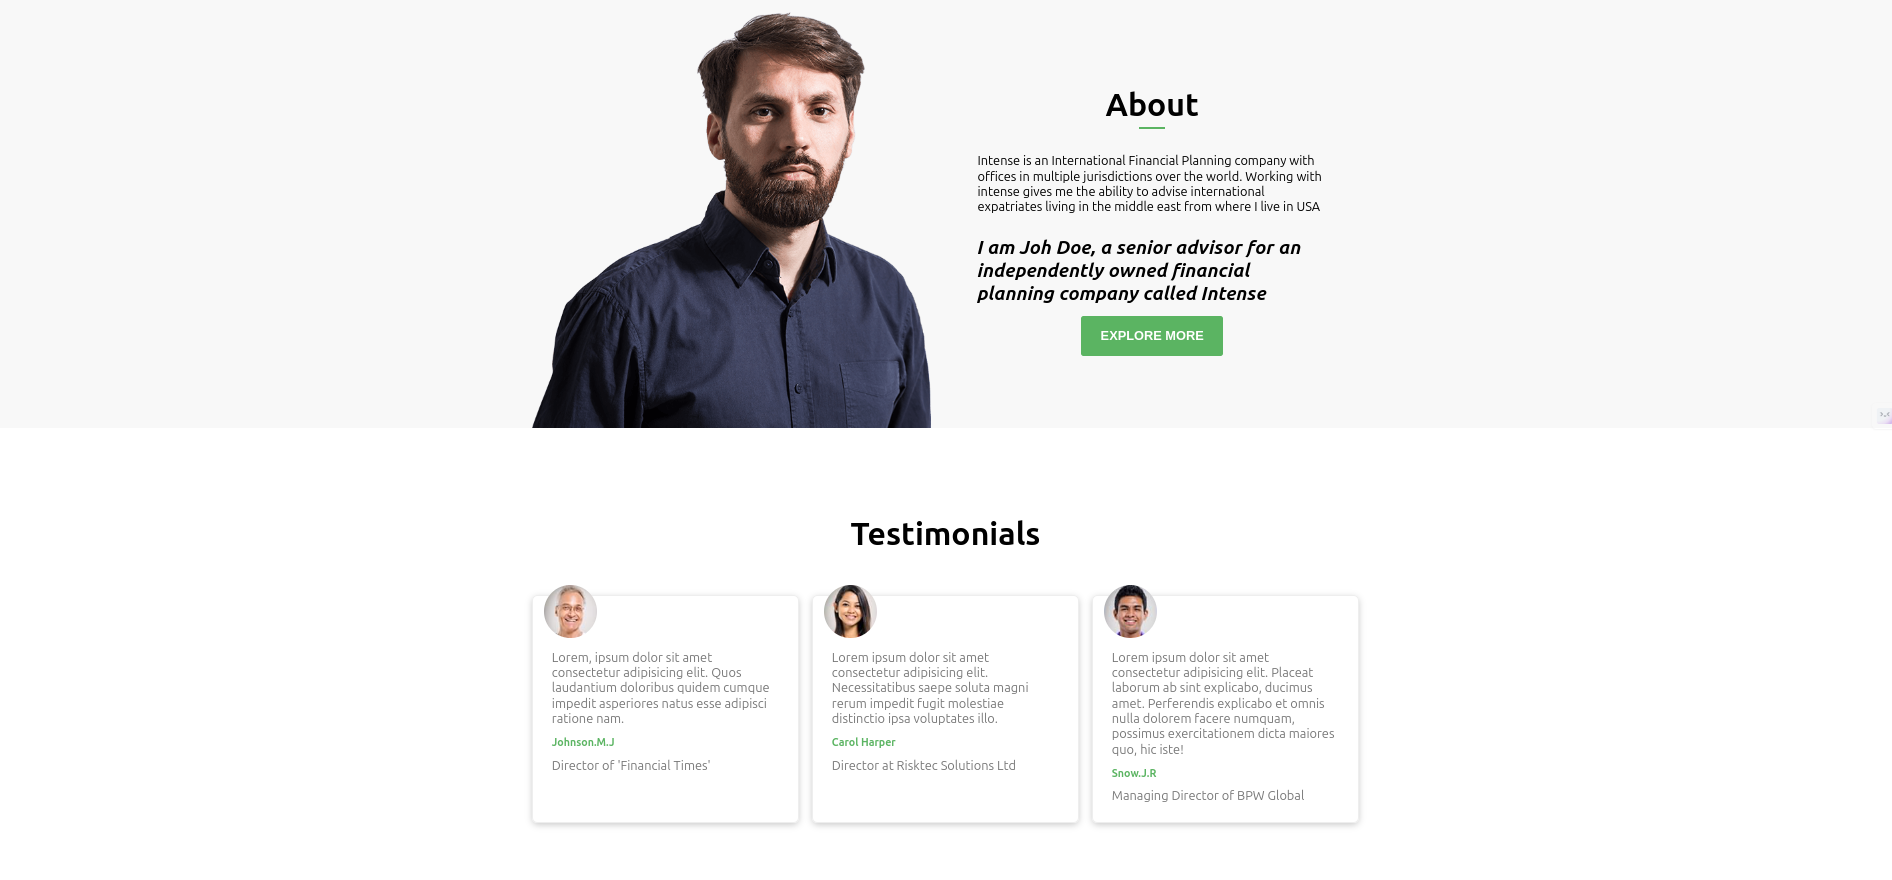 About
Intense is an International Financial Planning company with
offices in multiple jurisdictions over the world. Working with
intense gives me the ability to advise international
expatriates living in the middle east from where I live in USA
I am Joh Doe, a senior advisor for an
independently owned financial
planning company called Intense
EXPLORE MORE
Testimonials
Lorem, ipsum dolor sit amet
consectetur adipisicing elit. Quos
laudantium doloribus quidem cumque
impedit asperiores natus esse adipisci
ratione nam.
Johnson.M.J
Director of 'Financial Times'
Lorem ipsum dolor sit amet
consectetur adipisicing elit.
Necessitatibus saepe soluta magni
rerum impedit fugit molestiae
distinctio ipsa voluptates illo.
Carol Harper
Director at Risktec Solutions Ltd
Lorem ipsum dolor sit amet
consectetur adipisicing elit. Placeat
laborum ab sint explicabo, ducimus
amet. Perferendis explicabo et omnis
nulla dolorem facere numquam,
possimus exercitationem dicta maiores
quo, hic iste!
Snow.J.R
Managing Director of BPW Global